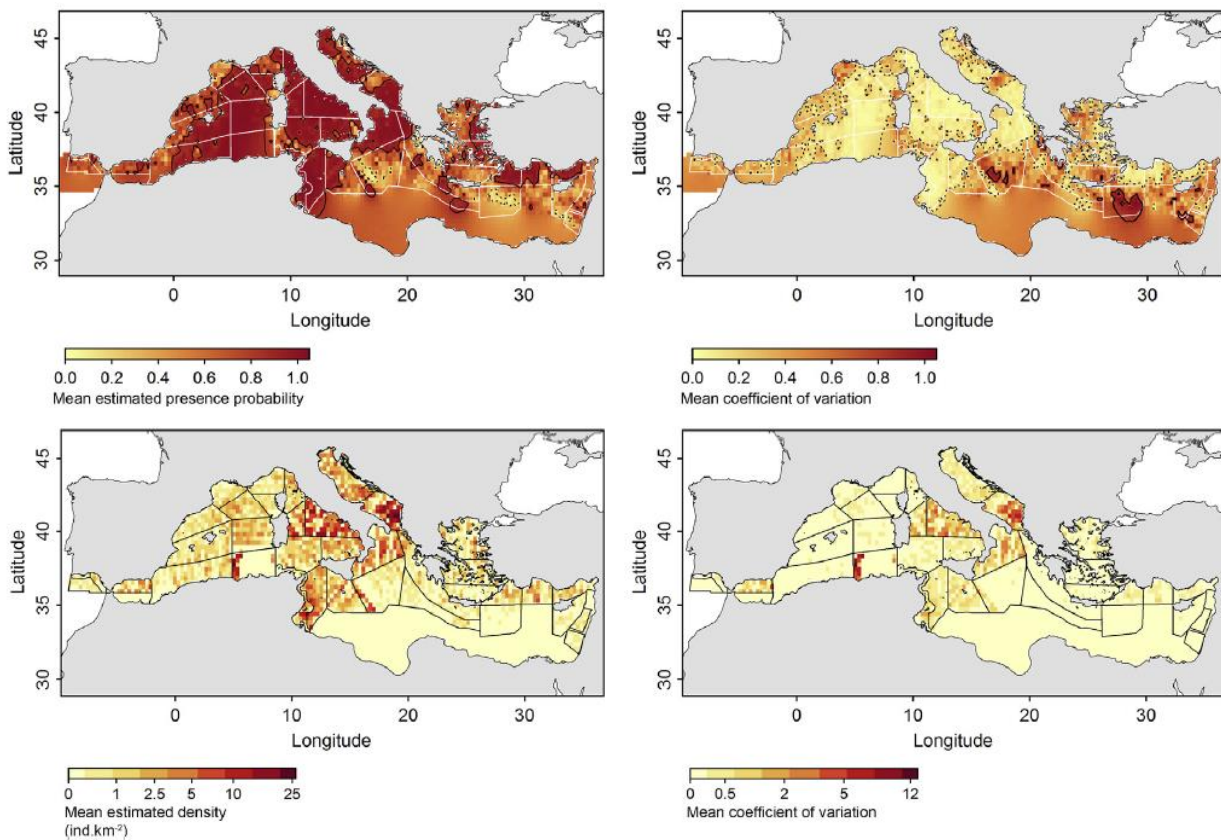 45
40
35
30
Latitude
0 10 20 30
Longitude
0.0 0.2 0.4 0.6 0.8 1.0
Mean estimated presence probability
45
40
35
30
Latitude
0 10 20 30
Longitude
0.0 0.2 0.4 0.6 0.8 1.0
Mean coefficient of variation
45
40
35
30
Latitude
0 10 20 30
Longitude
0 1 2.5 5 10 25
Mean estimated density
(ind.km⁻²)
45
40
35
30
Latitude
0 10 20 30
Longitude
0 0.5 2 5 12
Mean coefficient of variation